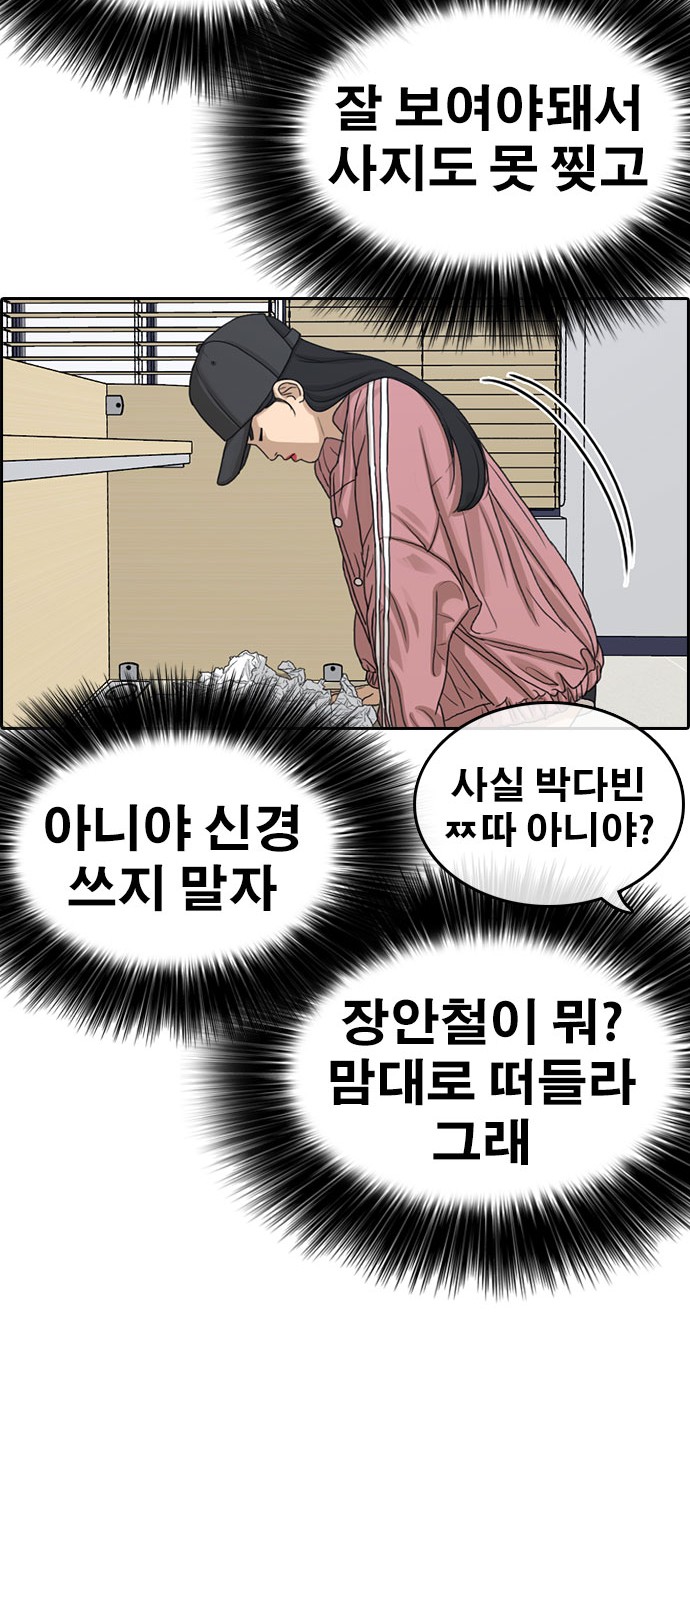 잘 보여야돼서
사지도 못 찢고
사실 박다빈
ㅉ따 아니야?
아니야 신경
쓰지 말자
장안철이 뭐?
맘대로 떠들라
그래